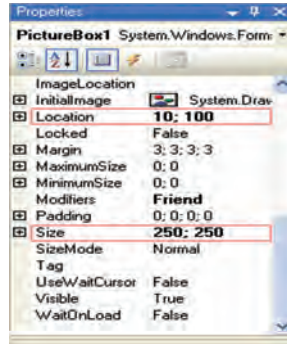 Properties
PictureBox1 System.Windows.Form
ImageLocation
InitialImage System.Draw
Location 10; 100
Locked False
Margin 3; 3; 3; 3
MaximumSize 0; 0
MinimumSize 0; 0
Modifiers Friend
Padding 0; 0; 0; 0
Size 250; 250
SizeMode Normal
Tag
UseWaitCursor False
Visible True
WaitOnLoad False